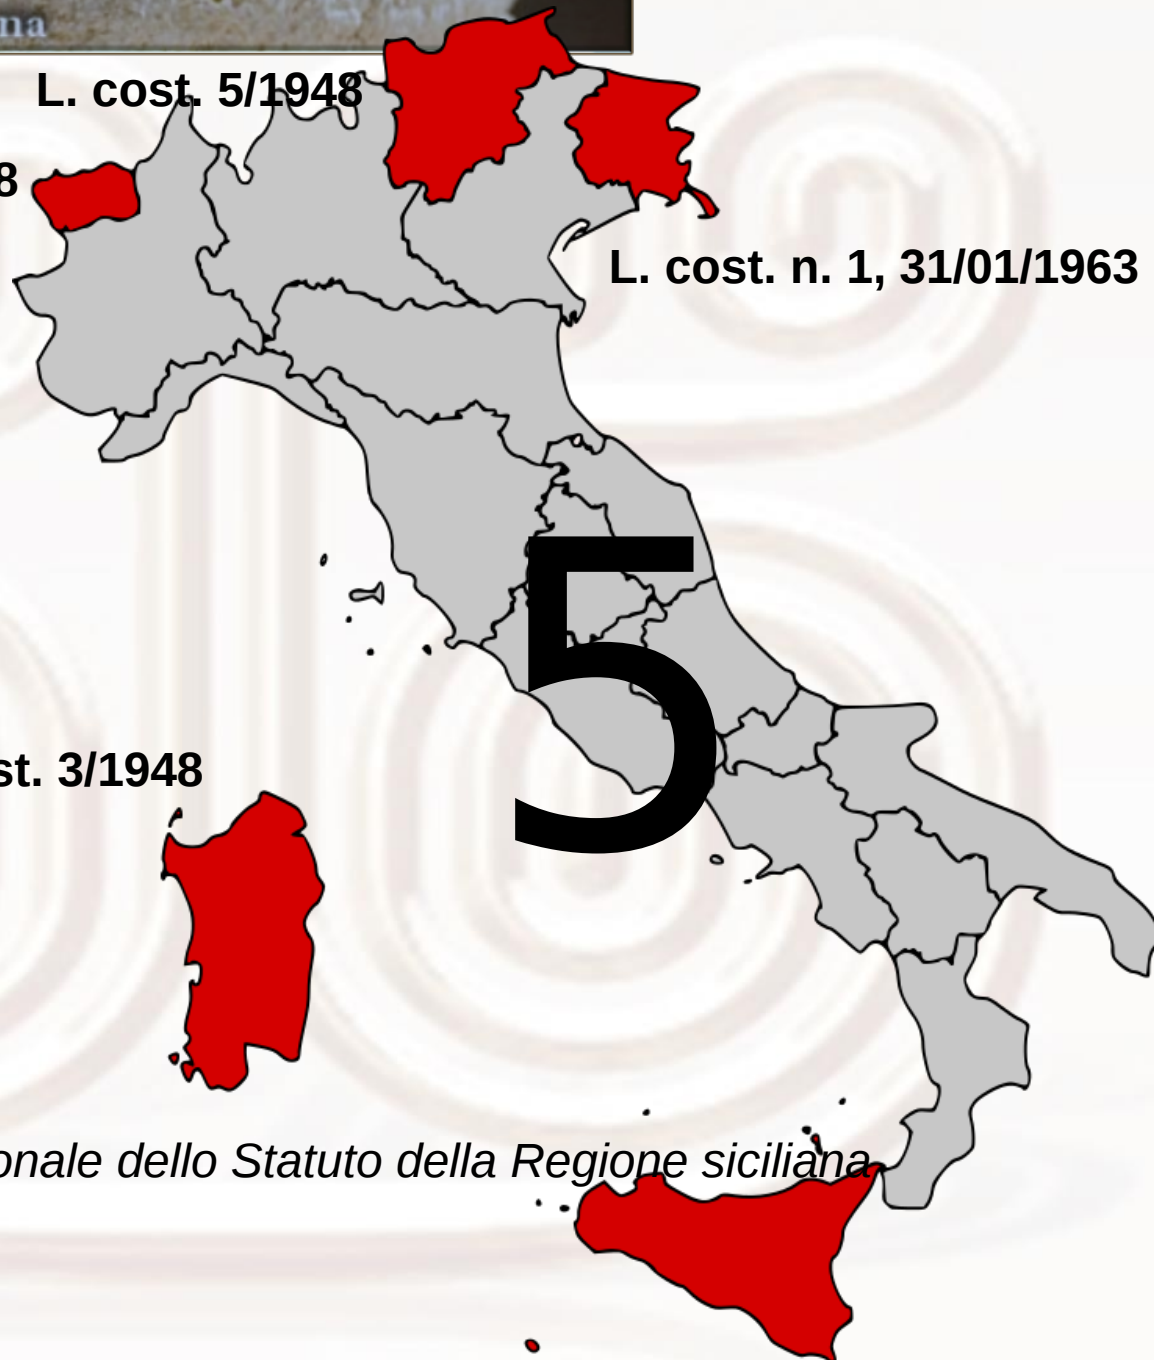 na
L. cost. 5/1948
8
L. cost. n. 1, 31/01/1963
5
st. 3/1948
onale dello Statuto della Regione siciliana